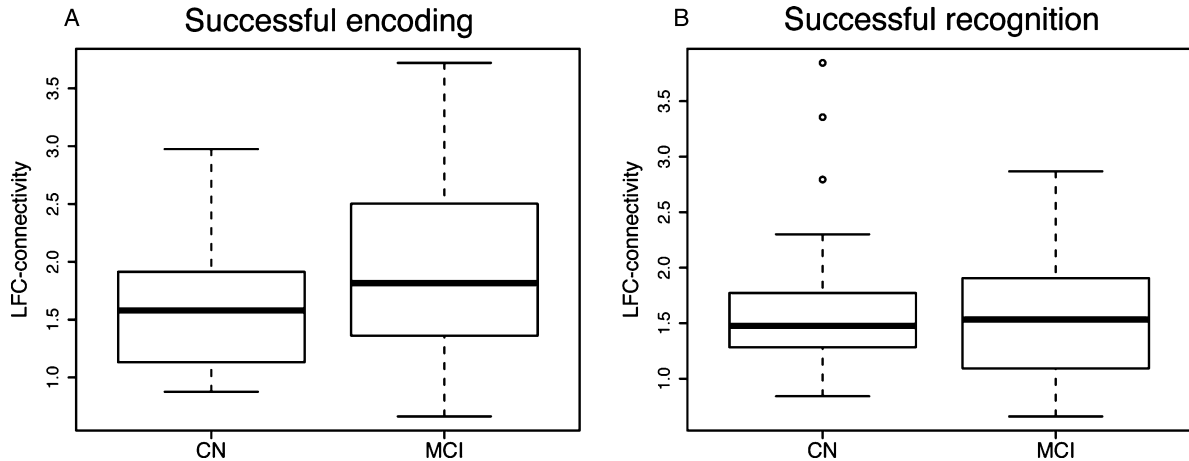 A
Successful encoding
LFC-connectivity
3.5
3.0
2.5
2.0
1.5
1.0
CN
MCI
B
Successful recognition
LFC-connectivity
3.5
3.0
2.5
2.0
1.5
1.0
CN
MCI